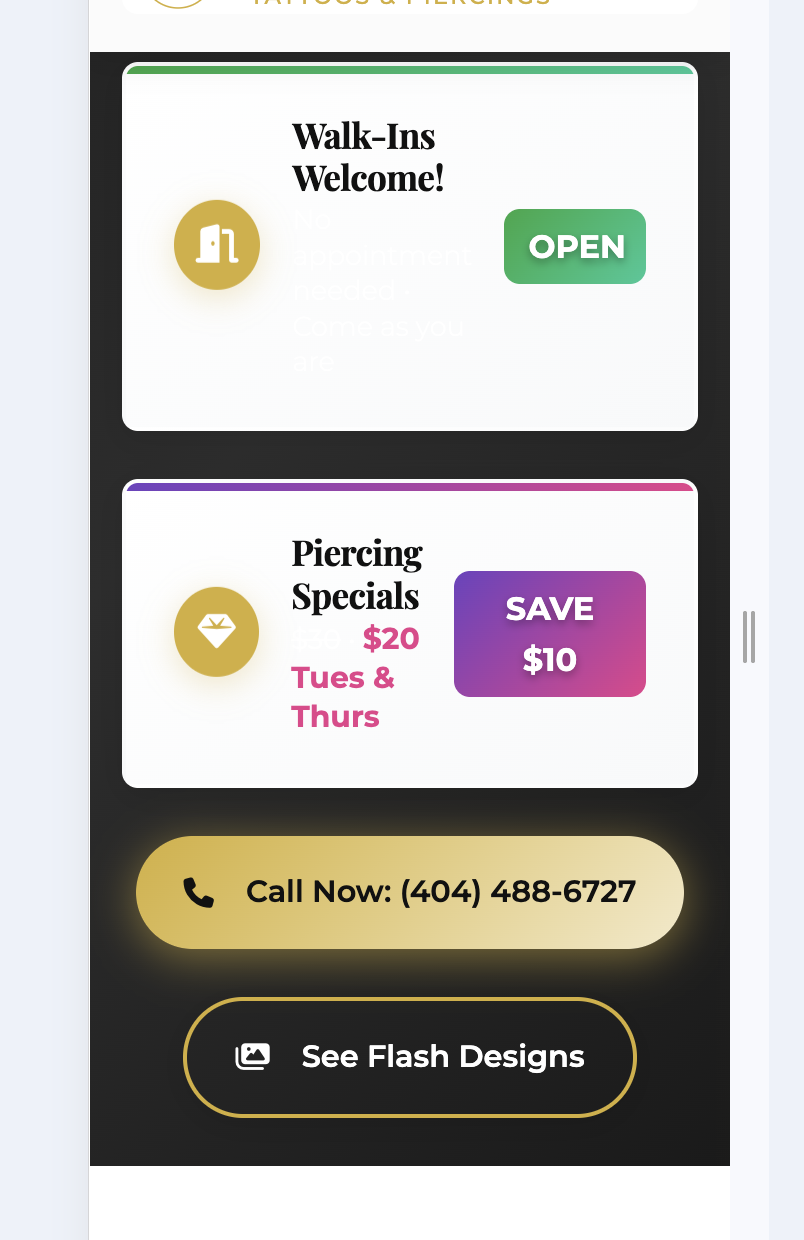 TATTOOS & PIERCINGS
Walk-Ins
Welcome!
No
appointment
needed -
Come as you
are
OPEN
Piercing
Specials
$30 $20
Tues &
Thurs
SAVE
$10
Call Now: (404) 488-6727
See Flash Designs